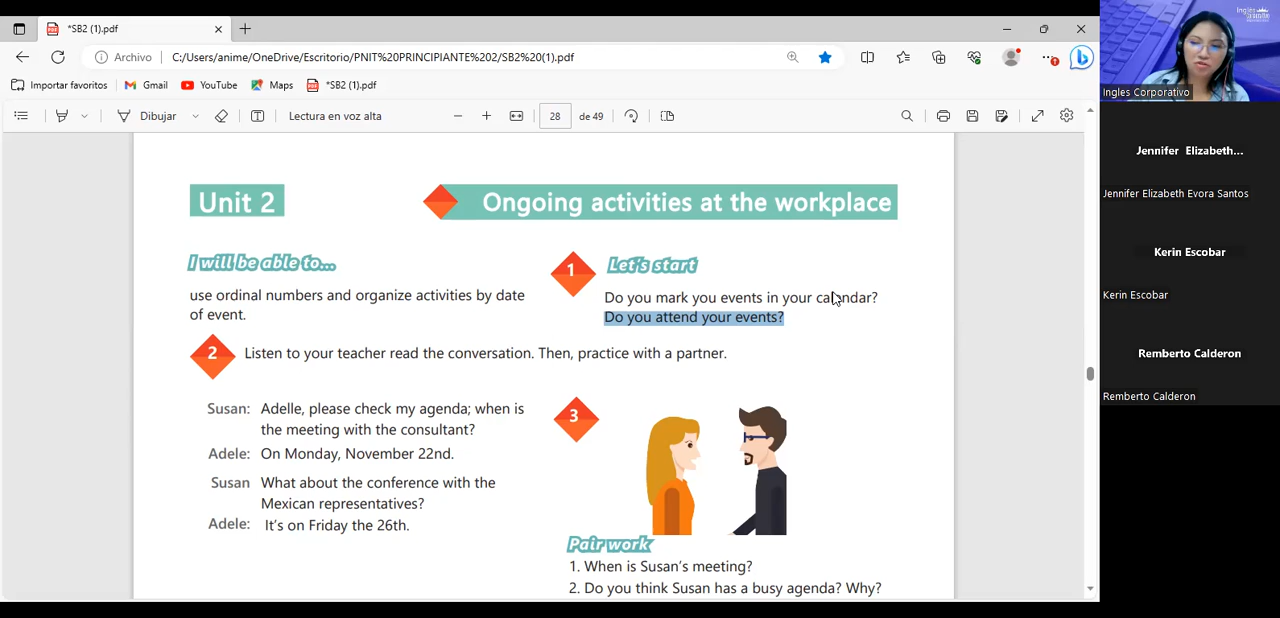 *SB2 (1).pdf
Archivo
C:/Users/anime/OneDrive/Escritorio/PNIT%20PRINCIPIANTE%202/SB2%20(1).pdf
Importar favoritos
Gmail
YouTube
Maps
*SB2 (1).pdf
Dibujar
Lectura en voz alta
28
de 49
Unit 2
Ongoing activities at the workplace
I will be able to...
use ordinal numbers and organize activities by date
of event.
1
Let's start
Do you mark you events in your calendar?
Do you attend your events?
2
Listen to your teacher read the conversation. Then, practice with a partner.
Susan: Adelle, please check my agenda; when is
the meeting with the consultant?
Adele: On Monday, November 22nd.
Susan What about the conference with the
Mexican representatives?
Adele: It's on Friday the 26th.
3
Pair work
1. When is Susan's meeting?
2. Do you think Susan has a busy agenda? Why?
Ingles Corporativo
Jennifer Elizabeth...
Jennifer Elizabeth Evora Santos
Kerin Escobar
Kerin Escobar
Remberto Calderon
Remberto Calderon